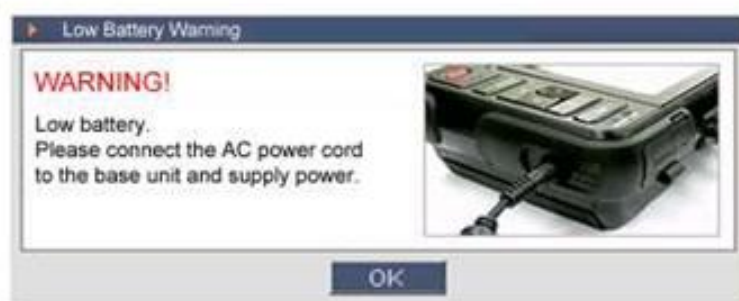 Low Battery Warning
WARNING!
Low battery.
Please connect the AC power cord
to the base unit and supply power.
OK